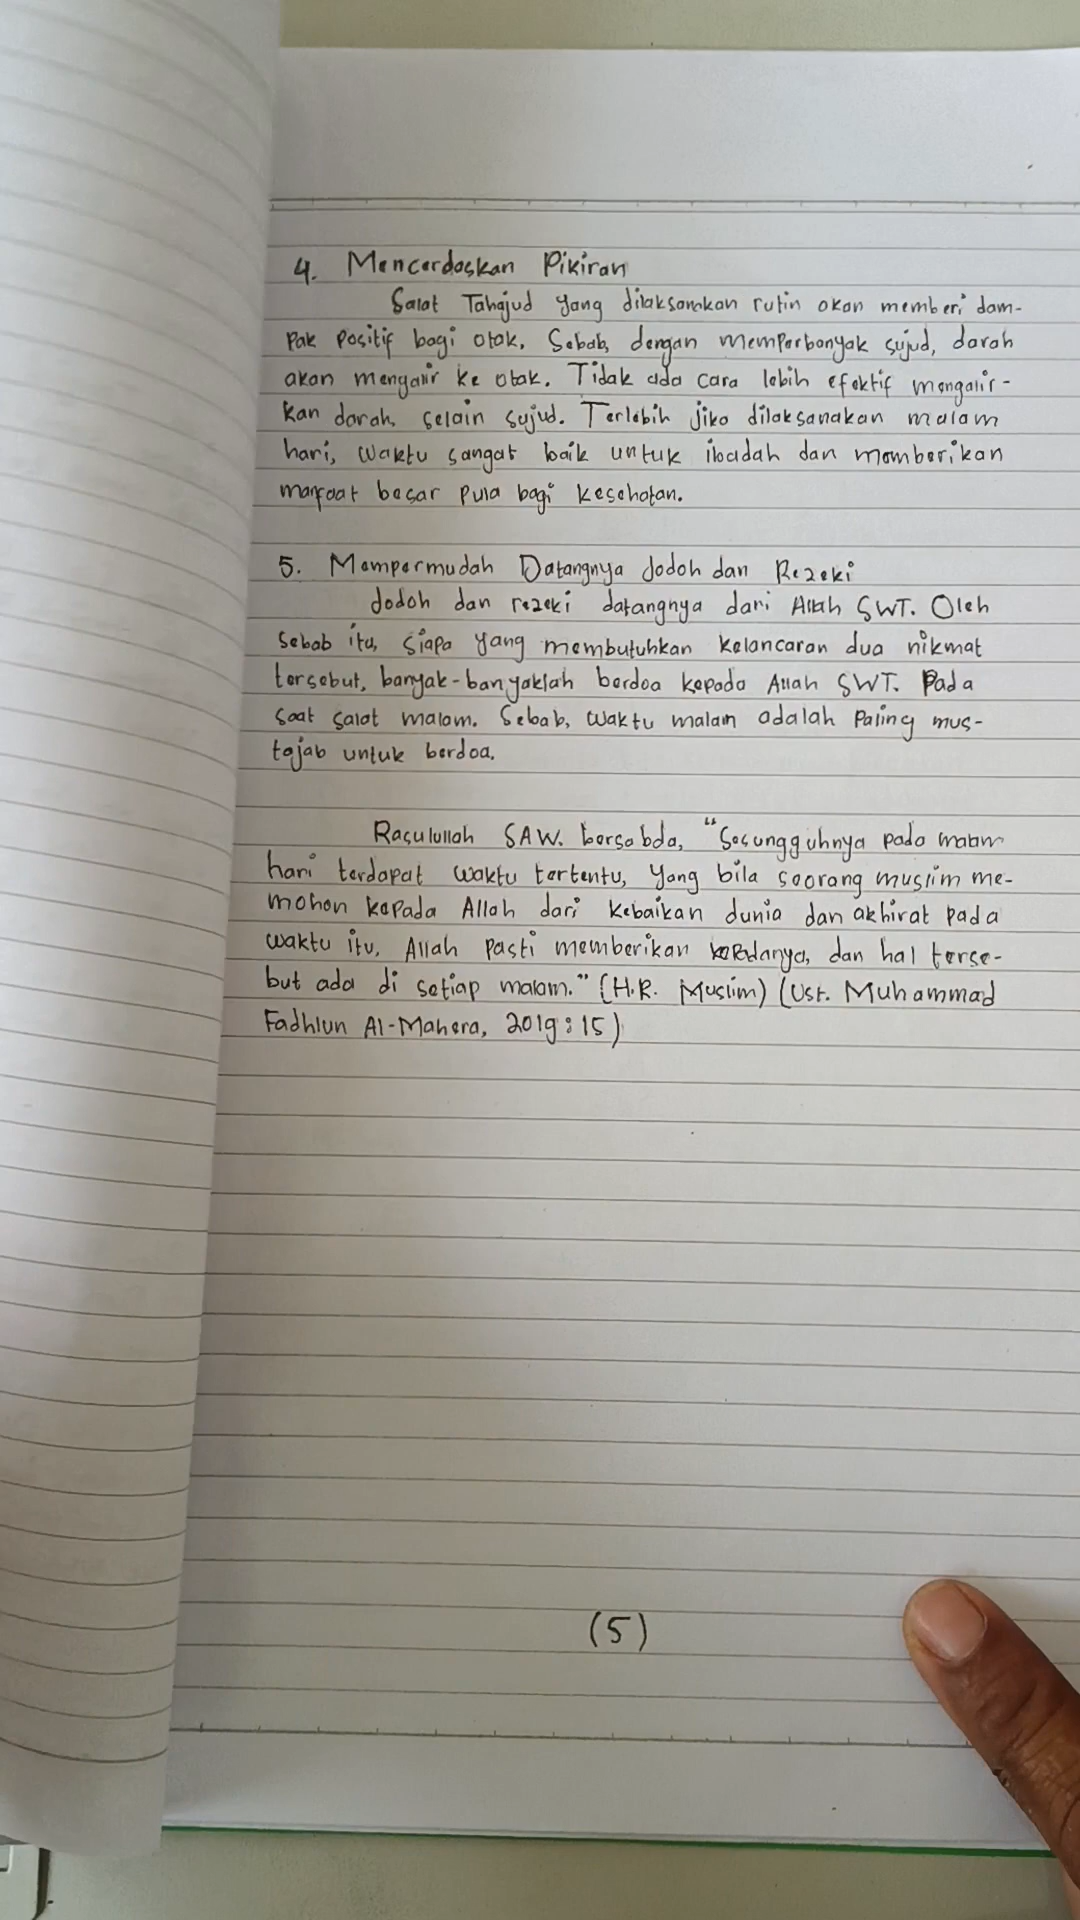 4. Mencerdaskan Pikiran
Salat Tahajud yang dilaksanakan rutin akan memberi dam-
pak positif bagi otak. Sebab, dengan memperbanyak sujud, darah
akan mengalir ke otak. Tidak ada cara lebih efektif mengalir-
kan darah, selain sujud. Terlebih jika dilaksanakan malam
hari, waktu sangat baik untuk ibadah dan memberikan
manfaat besar pula bagi kesehatan.
5. Mempermudah Datangnya Jodoh dan Rezeki
Jodoh dan rezeki datangnya dari Allah SWT. Oleh
sebab itu, siapa yang membutuhkan kelancaran dua nikmat
tersebut, banyak-banyaklah berdoa kepada Allah SWT. Pada
saat salat malam. Sebab, waktu malam adalah paling mus-
tajab untuk berdoa.
Rasulullah SAW. bersabda, "Sesungguhnya pada malam
hari terdapat waktu tertentu, yang bila seorang muslim me-
mohon kepada Allah dari kebaikan dunia dan akhirat pada
waktu itu, Allah pasti memberikan kepadanya, dan hal terse-
but ada di setiap malam." (H.R. Muslim) (Ust. Muhammad
Fadhlun Al-Mahera, 2019:15)
(5)